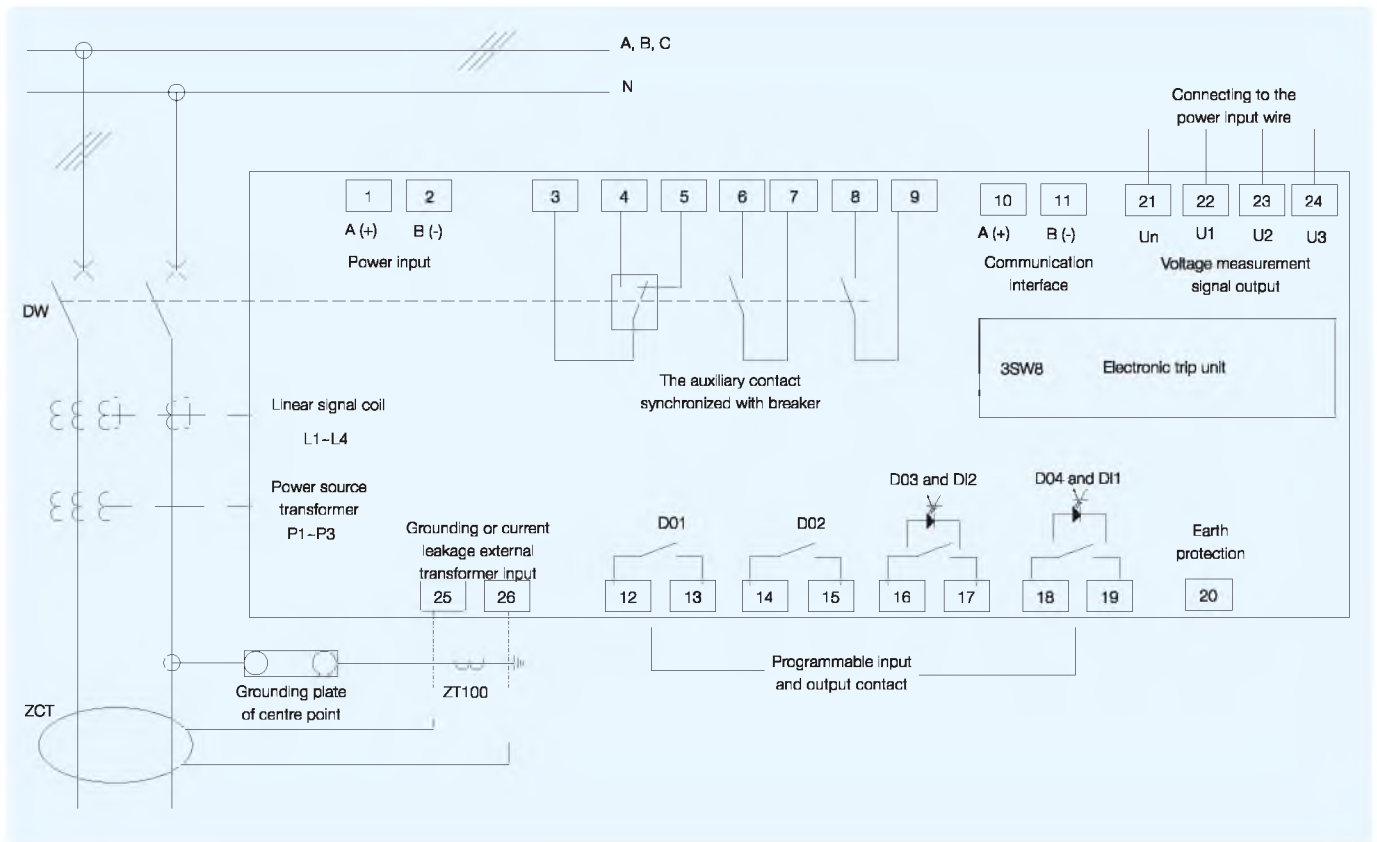 A, B, C
N
Connecting to the
power input wire
1 2 3 4 5 6 7 8 9 10 11 21 22 23 24
A (+) B (-)
Power input
A (+) B (-)
Communication
interface
Un U1 U2 U3
Voltage measurement
signal output
DW
3SW8 Electronic trip unit
The auxiliary contact
synchronized with breaker
Linear signal coil
L1~L4
Power source
transformer
P1~P3
Grounding or current
leakage external
transformer input
D01
D02
D03 and DI2
D04 and DI1
Earth
protection
25 26 12 13 14 15 16 17 18 19 20
Programmable input
and output contact
Grounding plate
of centre point
ZT100
ZCT